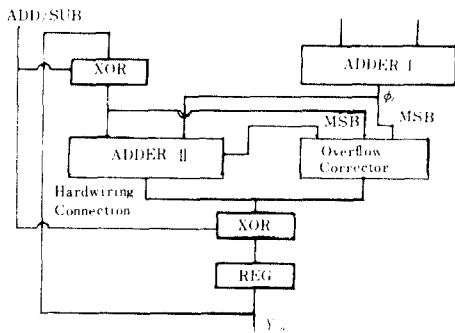 ADD/SUB
XOR
ADDER I
ϕ
MSB
MSB
ADDER II
Overflow
Corrector
Hardwiring
Connection
XOR
REG
Y